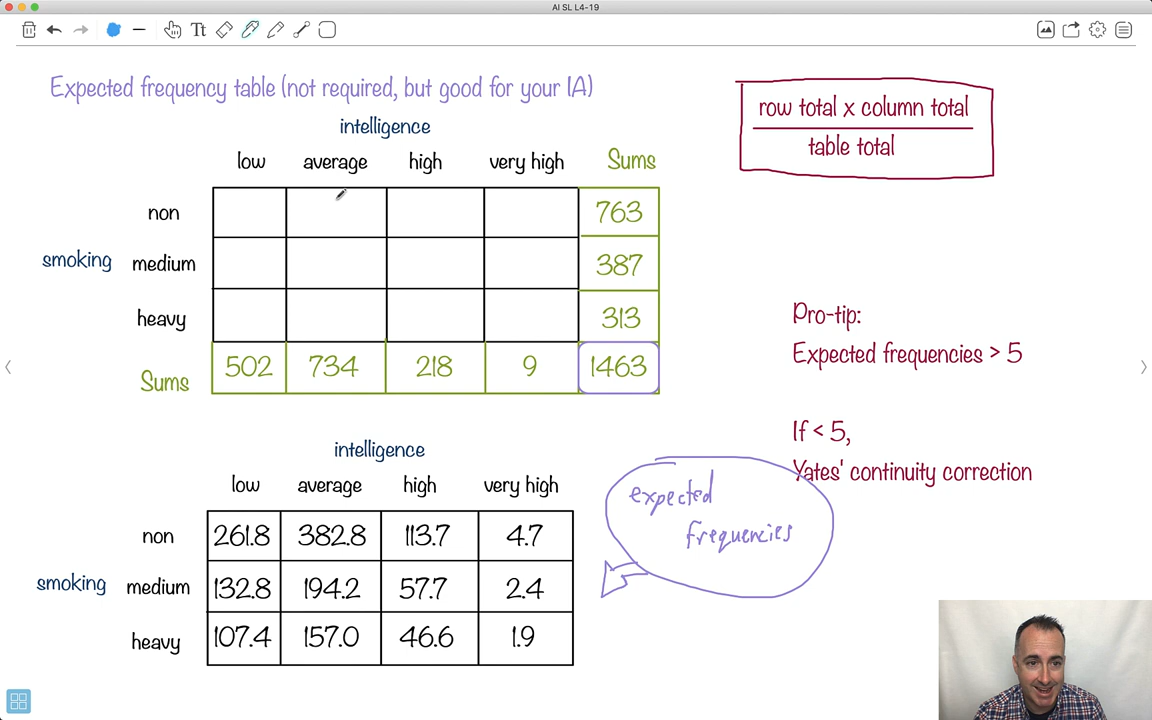 AI SL L4-19
Tt
Expected frequency table (not required, but good for your IA)
row total x column total
table total
intelligence
low average high very high Sums
non 763
smoking medium 387
heavy 313
Sums 502 734 218 9 1463
Pro-tip:
Expected frequencies > 5
If < 5,
Yates' continuity correction
intelligence
low average high very high
non 261.8 382.8 113.7 4.7
smoking medium 132.8 194.2 57.7 2.4
heavy 107.4 157.0 46.6 1.9
expected
frequencies